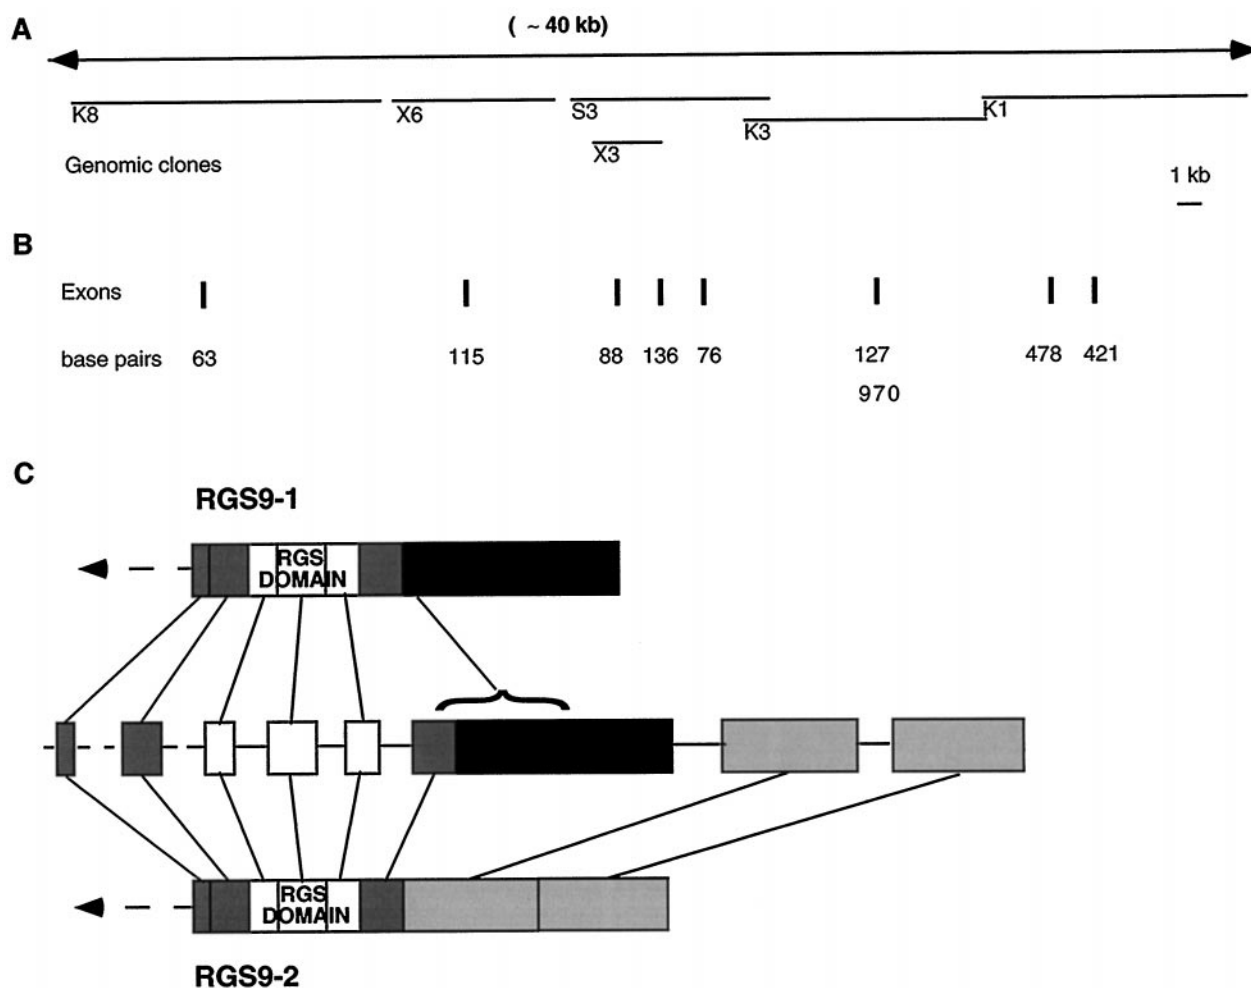 A
( ~ 40 kb)
K8
X6
S3
K3
K1
X3
Genomic clones
1 kb
B
Exons
base pairs 63 115 88 136 76 127 478 421
970
C
RGS9-1
RGS
DOMAIN
RGS
DOMAIN
RGS9-2